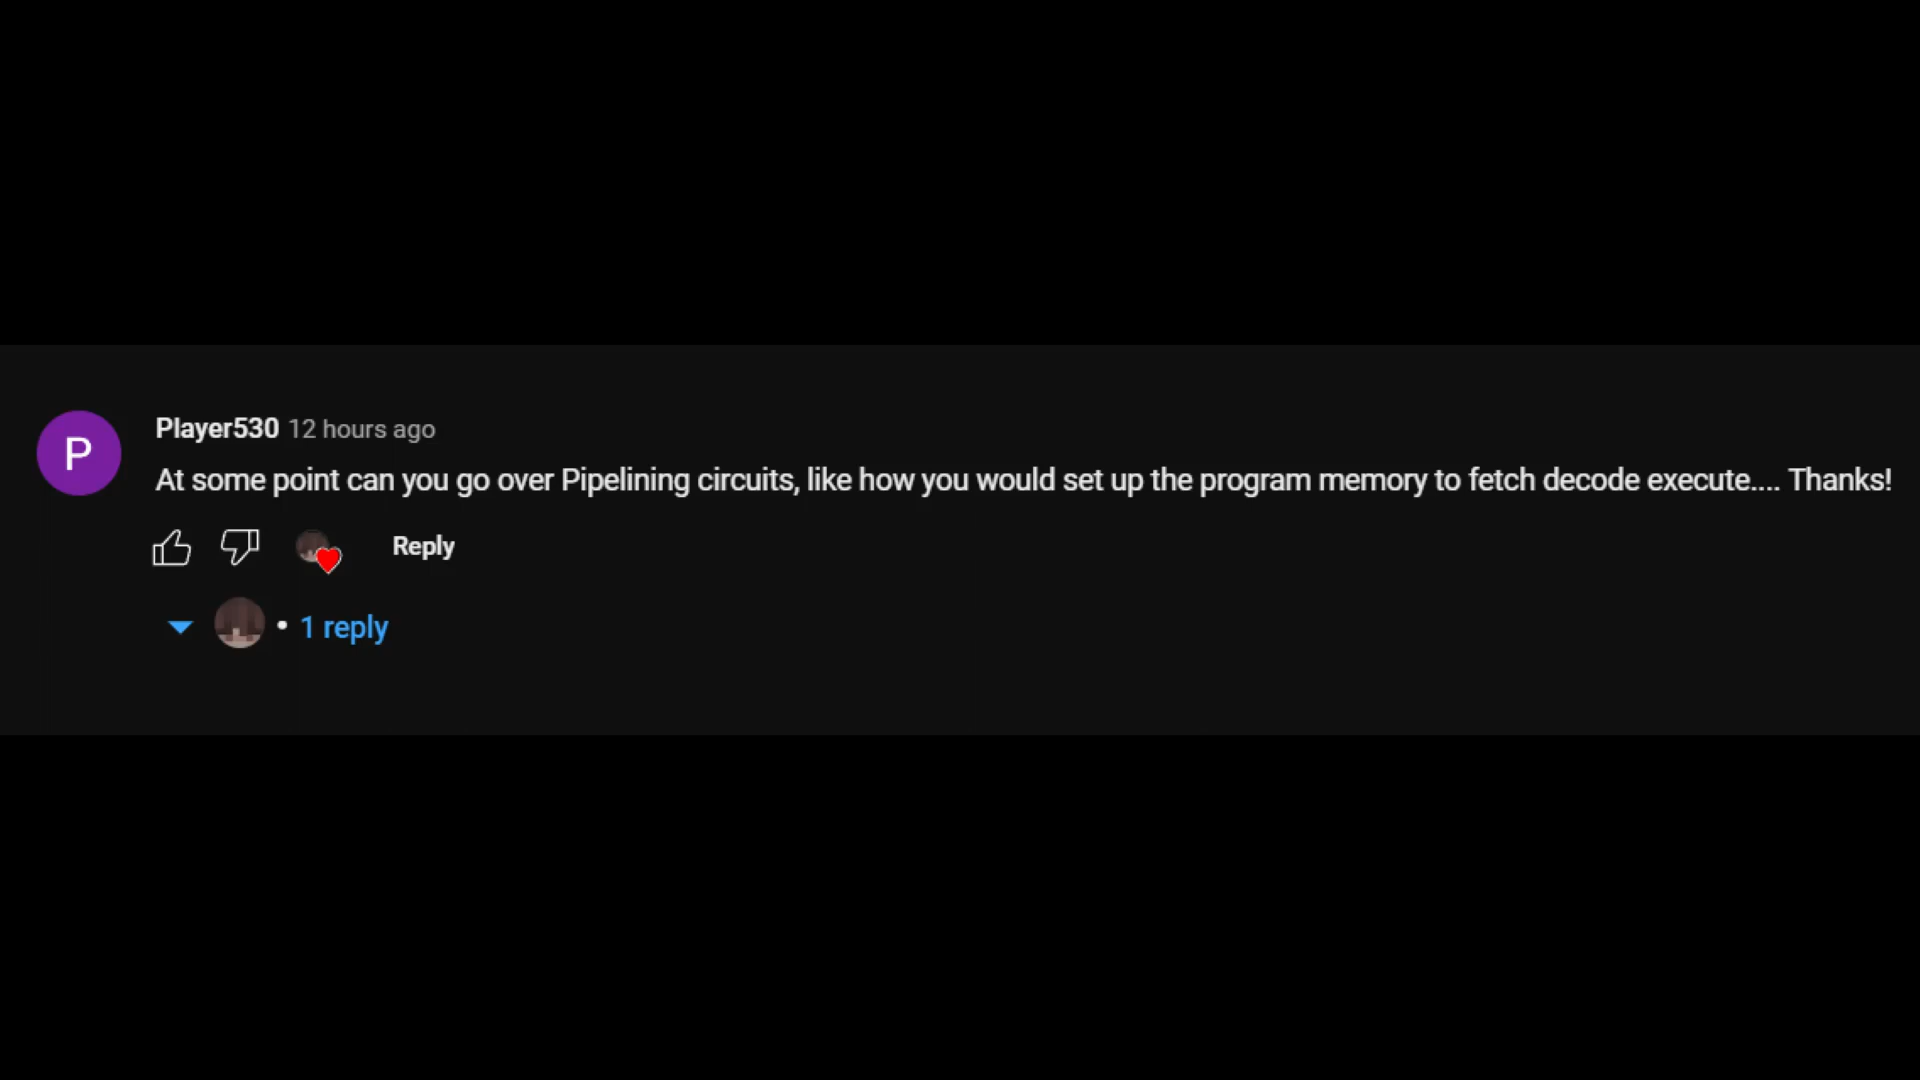 P
Player530 12 hours ago
At some point can you go over Pipelining circuits, like how you would set up the program memory to fetch decode execute.... Thanks!
Reply
• 1 reply